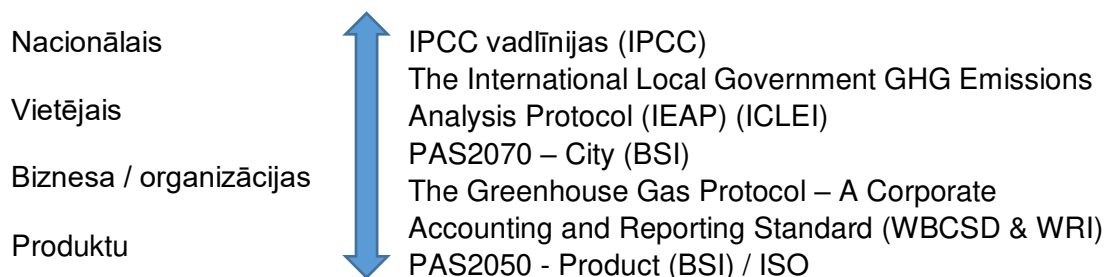 Nacionālais
Vietējais
Biznesa / organizācijas
Produktu
IPCC vadlīnijas (IPCC)
The International Local Government GHG Emissions
Analysis Protocol (IEAP) (ICLEI)
PAS2070 – City (BSI)
The Greenhouse Gas Protocol – A Corporate
Accounting and Reporting Standard (WBCSD & WRI)
PAS2050 - Product (BSI) / ISO